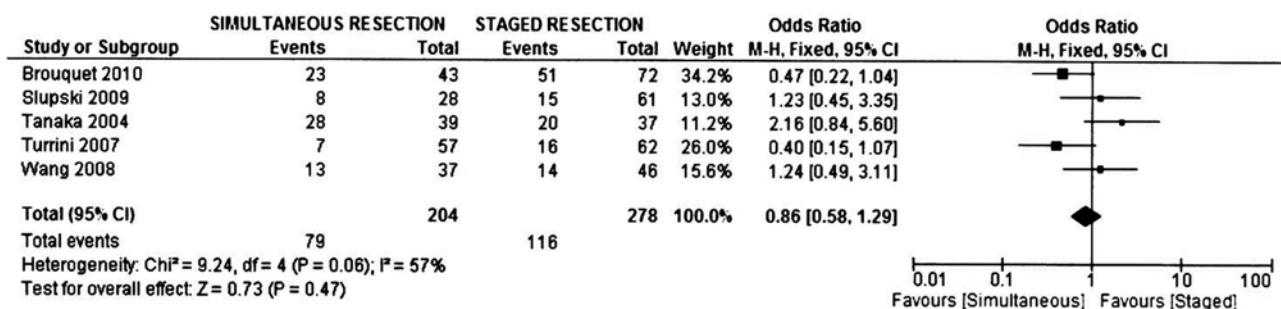 SIMULTANEOUS RESECTION STAGED RESECTION Odds Ratio Odds Ratio
Study or Subgroup Events Total Events Total Weight M-H, Fixed, 95% CI M-H, Fixed, 95% CI
Brouquet 2010 23 43 51 72 34.2% 0.47 [0.22, 1.04]
Slupski 2009 8 28 15 61 13.0% 1.23 [0.45, 3.35]
Tanaka 2004 28 39 20 37 11.2% 2.16 [0.84, 5.60]
Turrini 2007 7 57 16 62 26.0% 0.40 [0.15, 1.07]
Wang 2008 13 37 14 46 15.6% 1.24 [0.49, 3.11]
Total (95% CI) 204 278 100.0% 0.86 [0.58, 1.29]
Total events 79 116
Heterogeneity: Chi² = 9.24, df = 4 (P = 0.06); I² = 57%
Test for overall effect: Z = 0.73 (P = 0.47)
0.01 0.1 1 10 100
Favours [Simultaneous] Favours [Staged]